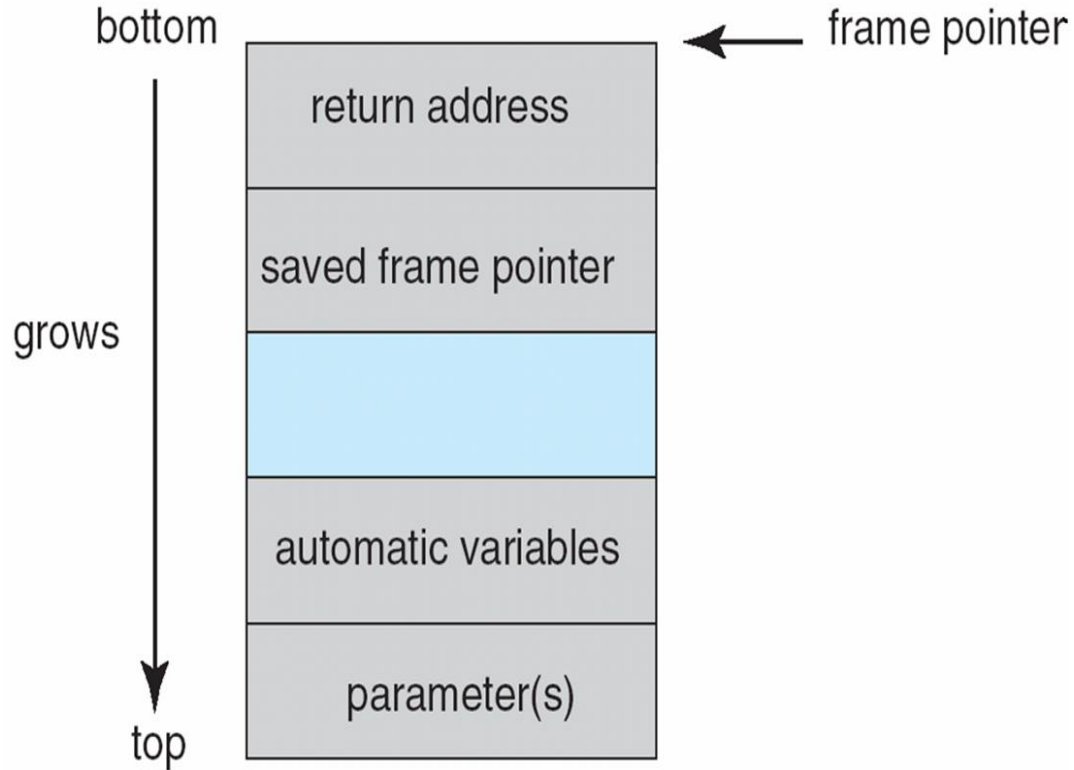 bottom
frame pointer
return address
saved frame pointer
grows
automatic variables
parameter(s)
top